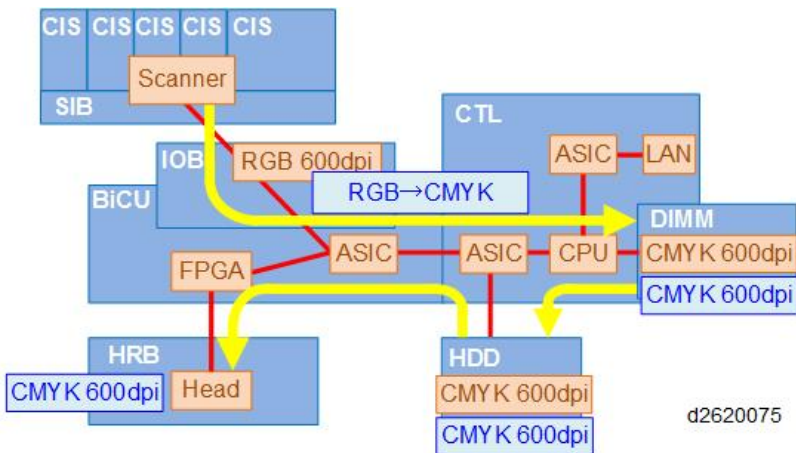 CIS CIS CIS CIS CIS
Scanner
SIB
CTL
IOB
RGB 600dpi
ASIC
LAN
BiCU
RGB→CMYK
DIMM
FPGA
ASIC
ASIC
CPU
CMYK 600dpi
CMYK 600dpi
HRB
HDD
CMYK 600dpi
Head
CMYK 600dpi
CMYK 600dpi
d2620075